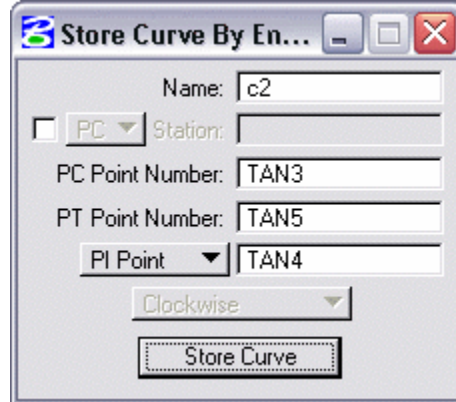 Store Curve By En...
Name: c2
PC Station:
PC Point Number: TAN3
PT Point Number: TAN5
PI Point TAN4
Clockwise
Store Curve